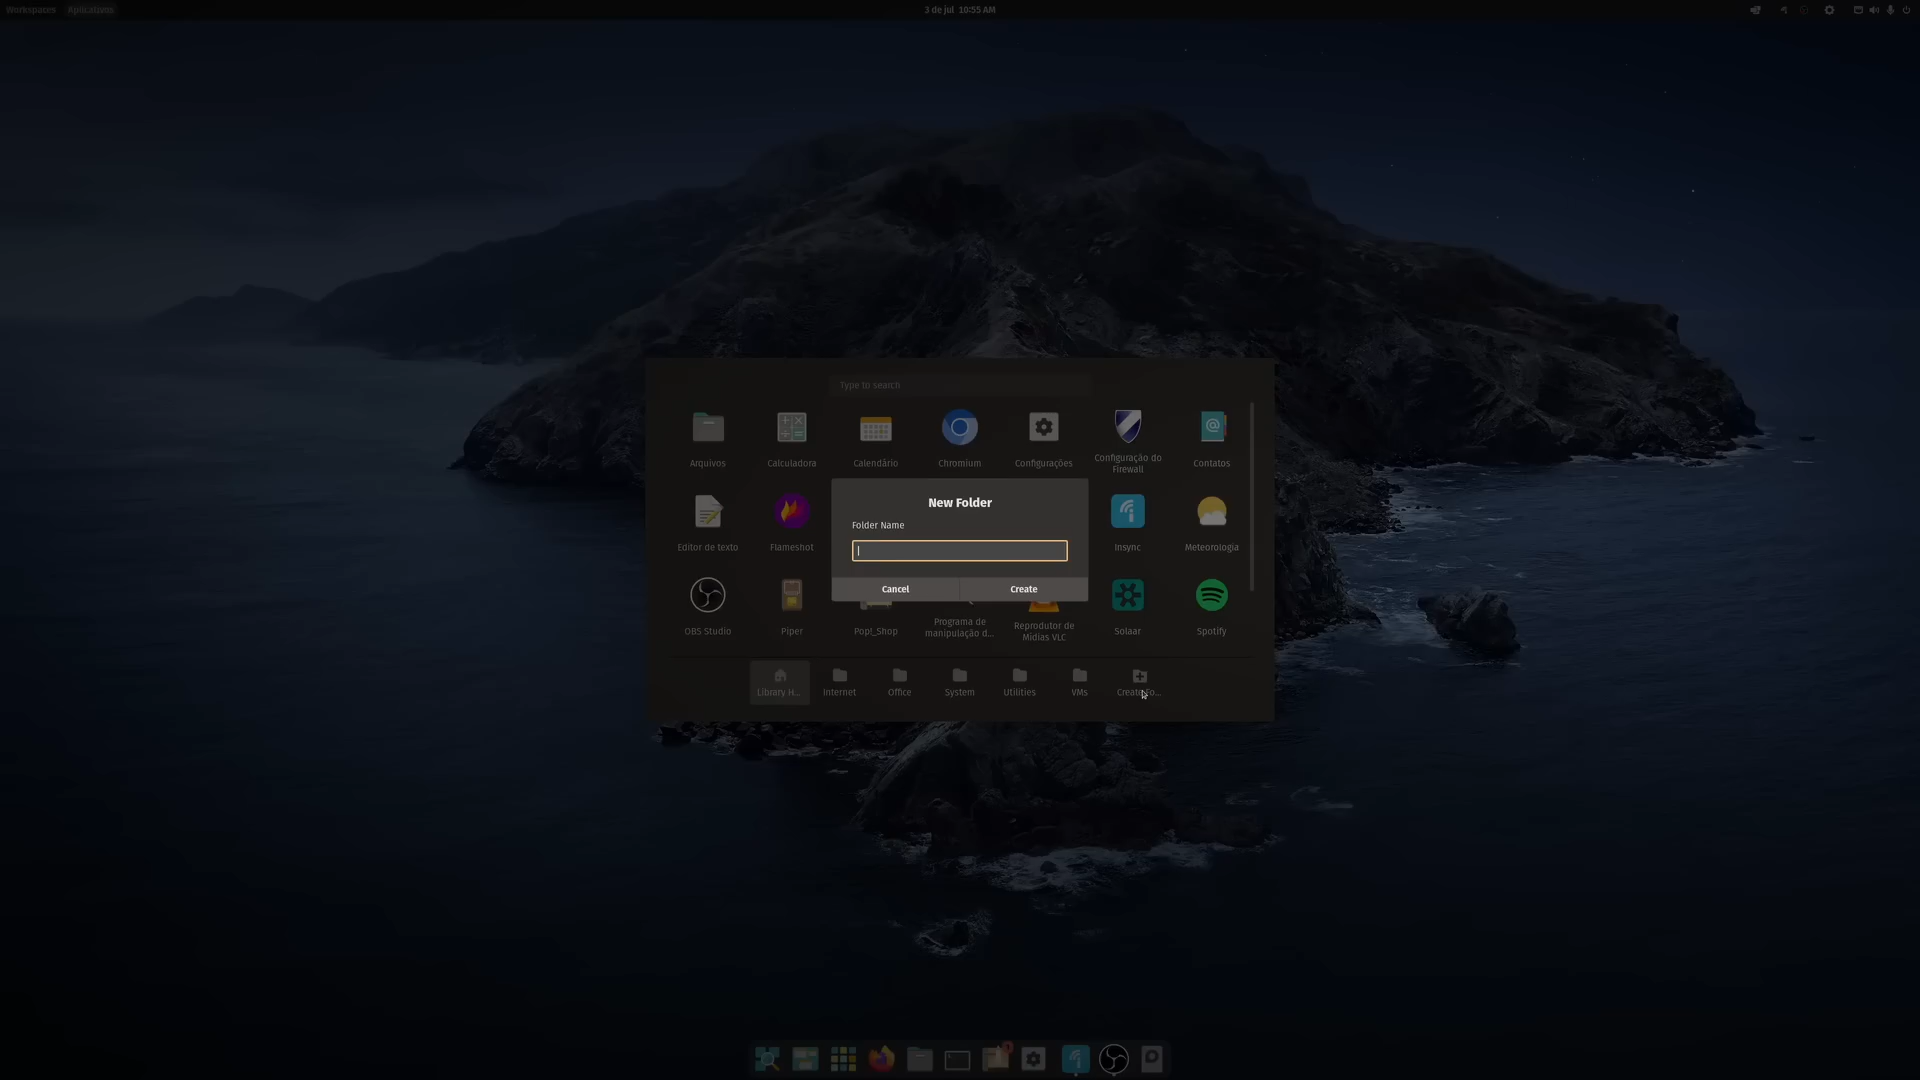 Workspaces Aplicativos 3 de jul 10:55 AM
Type to search
Arquivos Calculadora Calendário Chromium Configurações Configuração do Firewall Contatos
New Folder
Folder Name
Editor de texto Flameshot Insync Meteorologia
Cancel Create
OBS Studio Piper Pop!_Shop Programa de manipulação d... Reprodutor de Mídias VLC Solaar Spotify
Library H... Internet Office System Utilities VMs Create Fo...